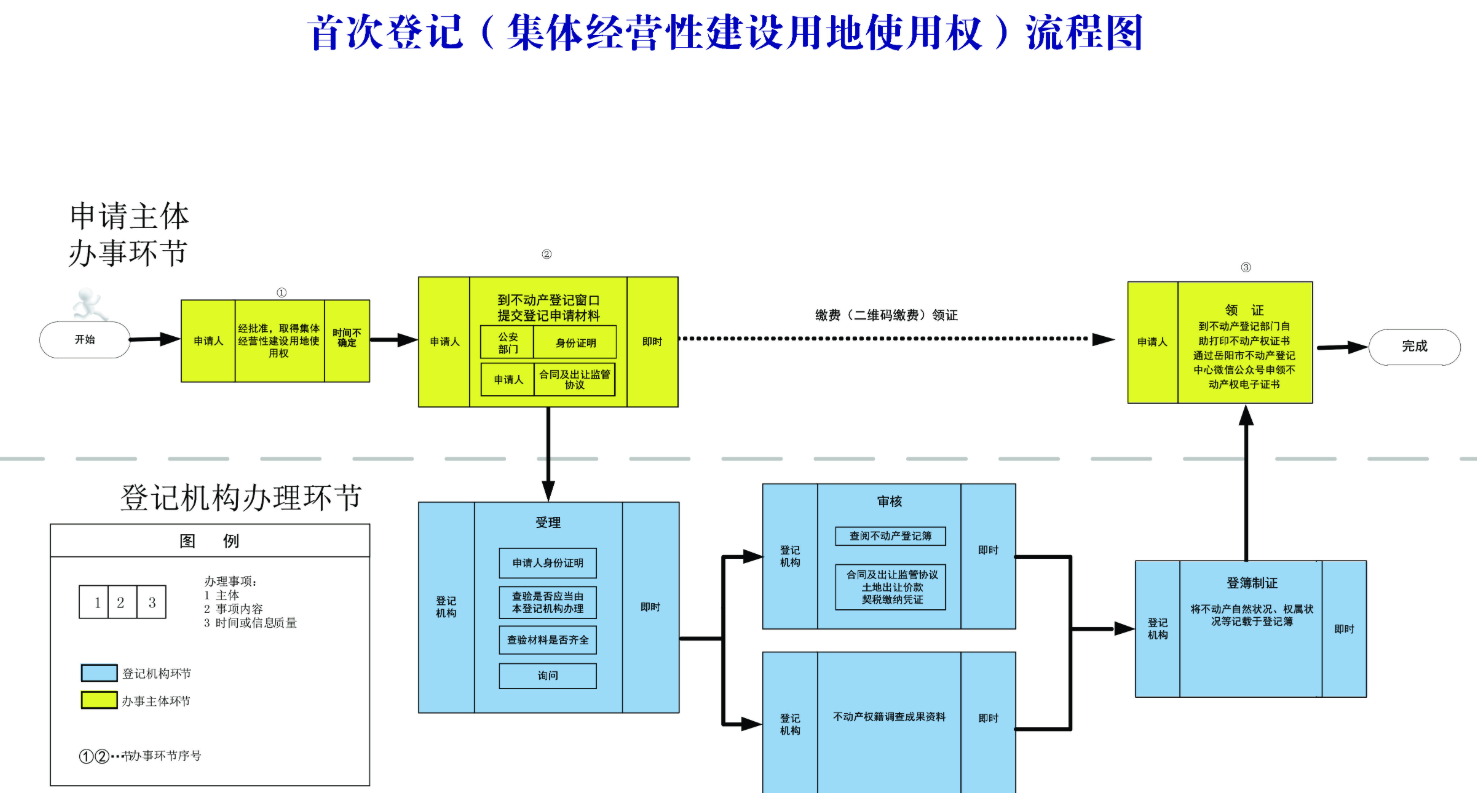 首次登记（集体经营性建设用地使用权）流程图
申请主体
办事环节
开始
①
申请人
经批准，取得集体
经营性建设用地使
用权
时间不
确定
②
申请人
到不动产登记窗口
提交登记申请材料
公安
部门
身份证明
申请人
合同及出让监管
协议
即时
缴费（二维码缴费）领证
③
申请人
领 证
到不动产登记部门自
助打印不动产权证书
通过岳阳市不动产登记
中心微信公众号申领不
动产权电子证书
完成
登记机构办理环节
图 例
1 2 3
办理事项：
1 主体
2 事项内容
3 时间或信息质量
登记机构环节
办事主体环节
①②…节办事环节序号
登记
机构
受理
申请人身份证明
查验是否应当由
本登记机构办理
查验材料是否齐全
询问
即时
登记
机构
审核
查阅不动产登记簿
合同及出让监管协议
土地出让价款
契税缴纳凭证
即时
登记
机构
不动产权籍调查成果资料
即时
登记
机构
登簿制证
将不动产自然状况、权属状
况等记载于登记簿
即时